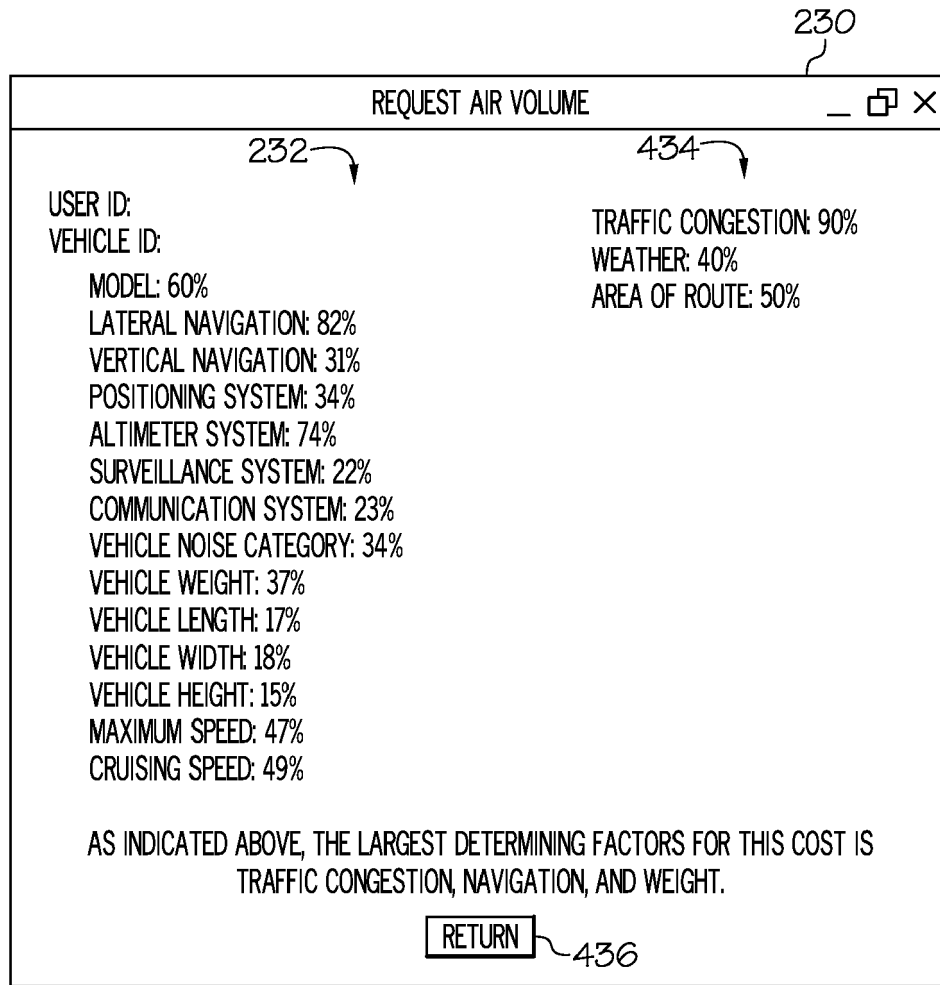 230
REQUEST AIR VOLUME
232
434
USER ID:
VEHICLE ID:
MODEL: 60%
LATERAL NAVIGATION: 82%
VERTICAL NAVIGATION: 31%
POSITIONING SYSTEM: 34%
ALTIMETER SYSTEM: 74%
SURVEILLANCE SYSTEM: 22%
COMMUNICATION SYSTEM: 23%
VEHICLE NOISE CATEGORY: 34%
VEHICLE WEIGHT: 37%
VEHICLE LENGTH: 17%
VEHICLE WIDTH: 18%
VEHICLE HEIGHT: 15%
MAXIMUM SPEED: 47%
CRUISING SPEED: 49%
TRAFFIC CONGESTION: 90%
WEATHER: 40%
AREA OF ROUTE: 50%
AS INDICATED ABOVE, THE LARGEST DETERMINING FACTORS FOR THIS COST IS
TRAFFIC CONGESTION, NAVIGATION, AND WEIGHT.
RETURN
436